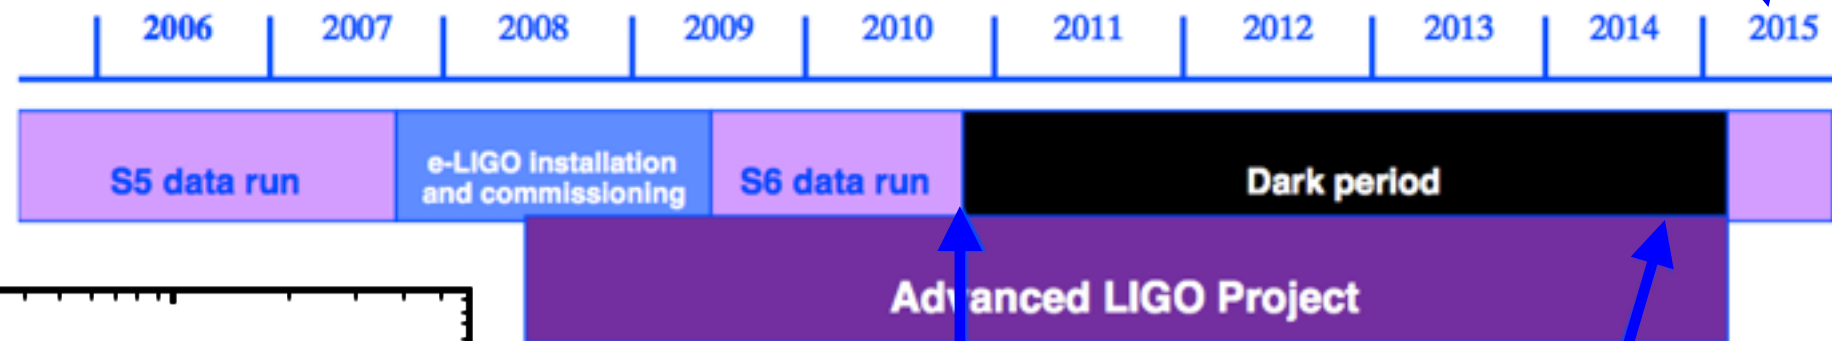 2006 2007 2008 2009 2010 2011 2012 2013 2014 2015
S5 data run
e-LIGO installation
and commissioning
S6 data run
Dark period
Advanced LIGO Project